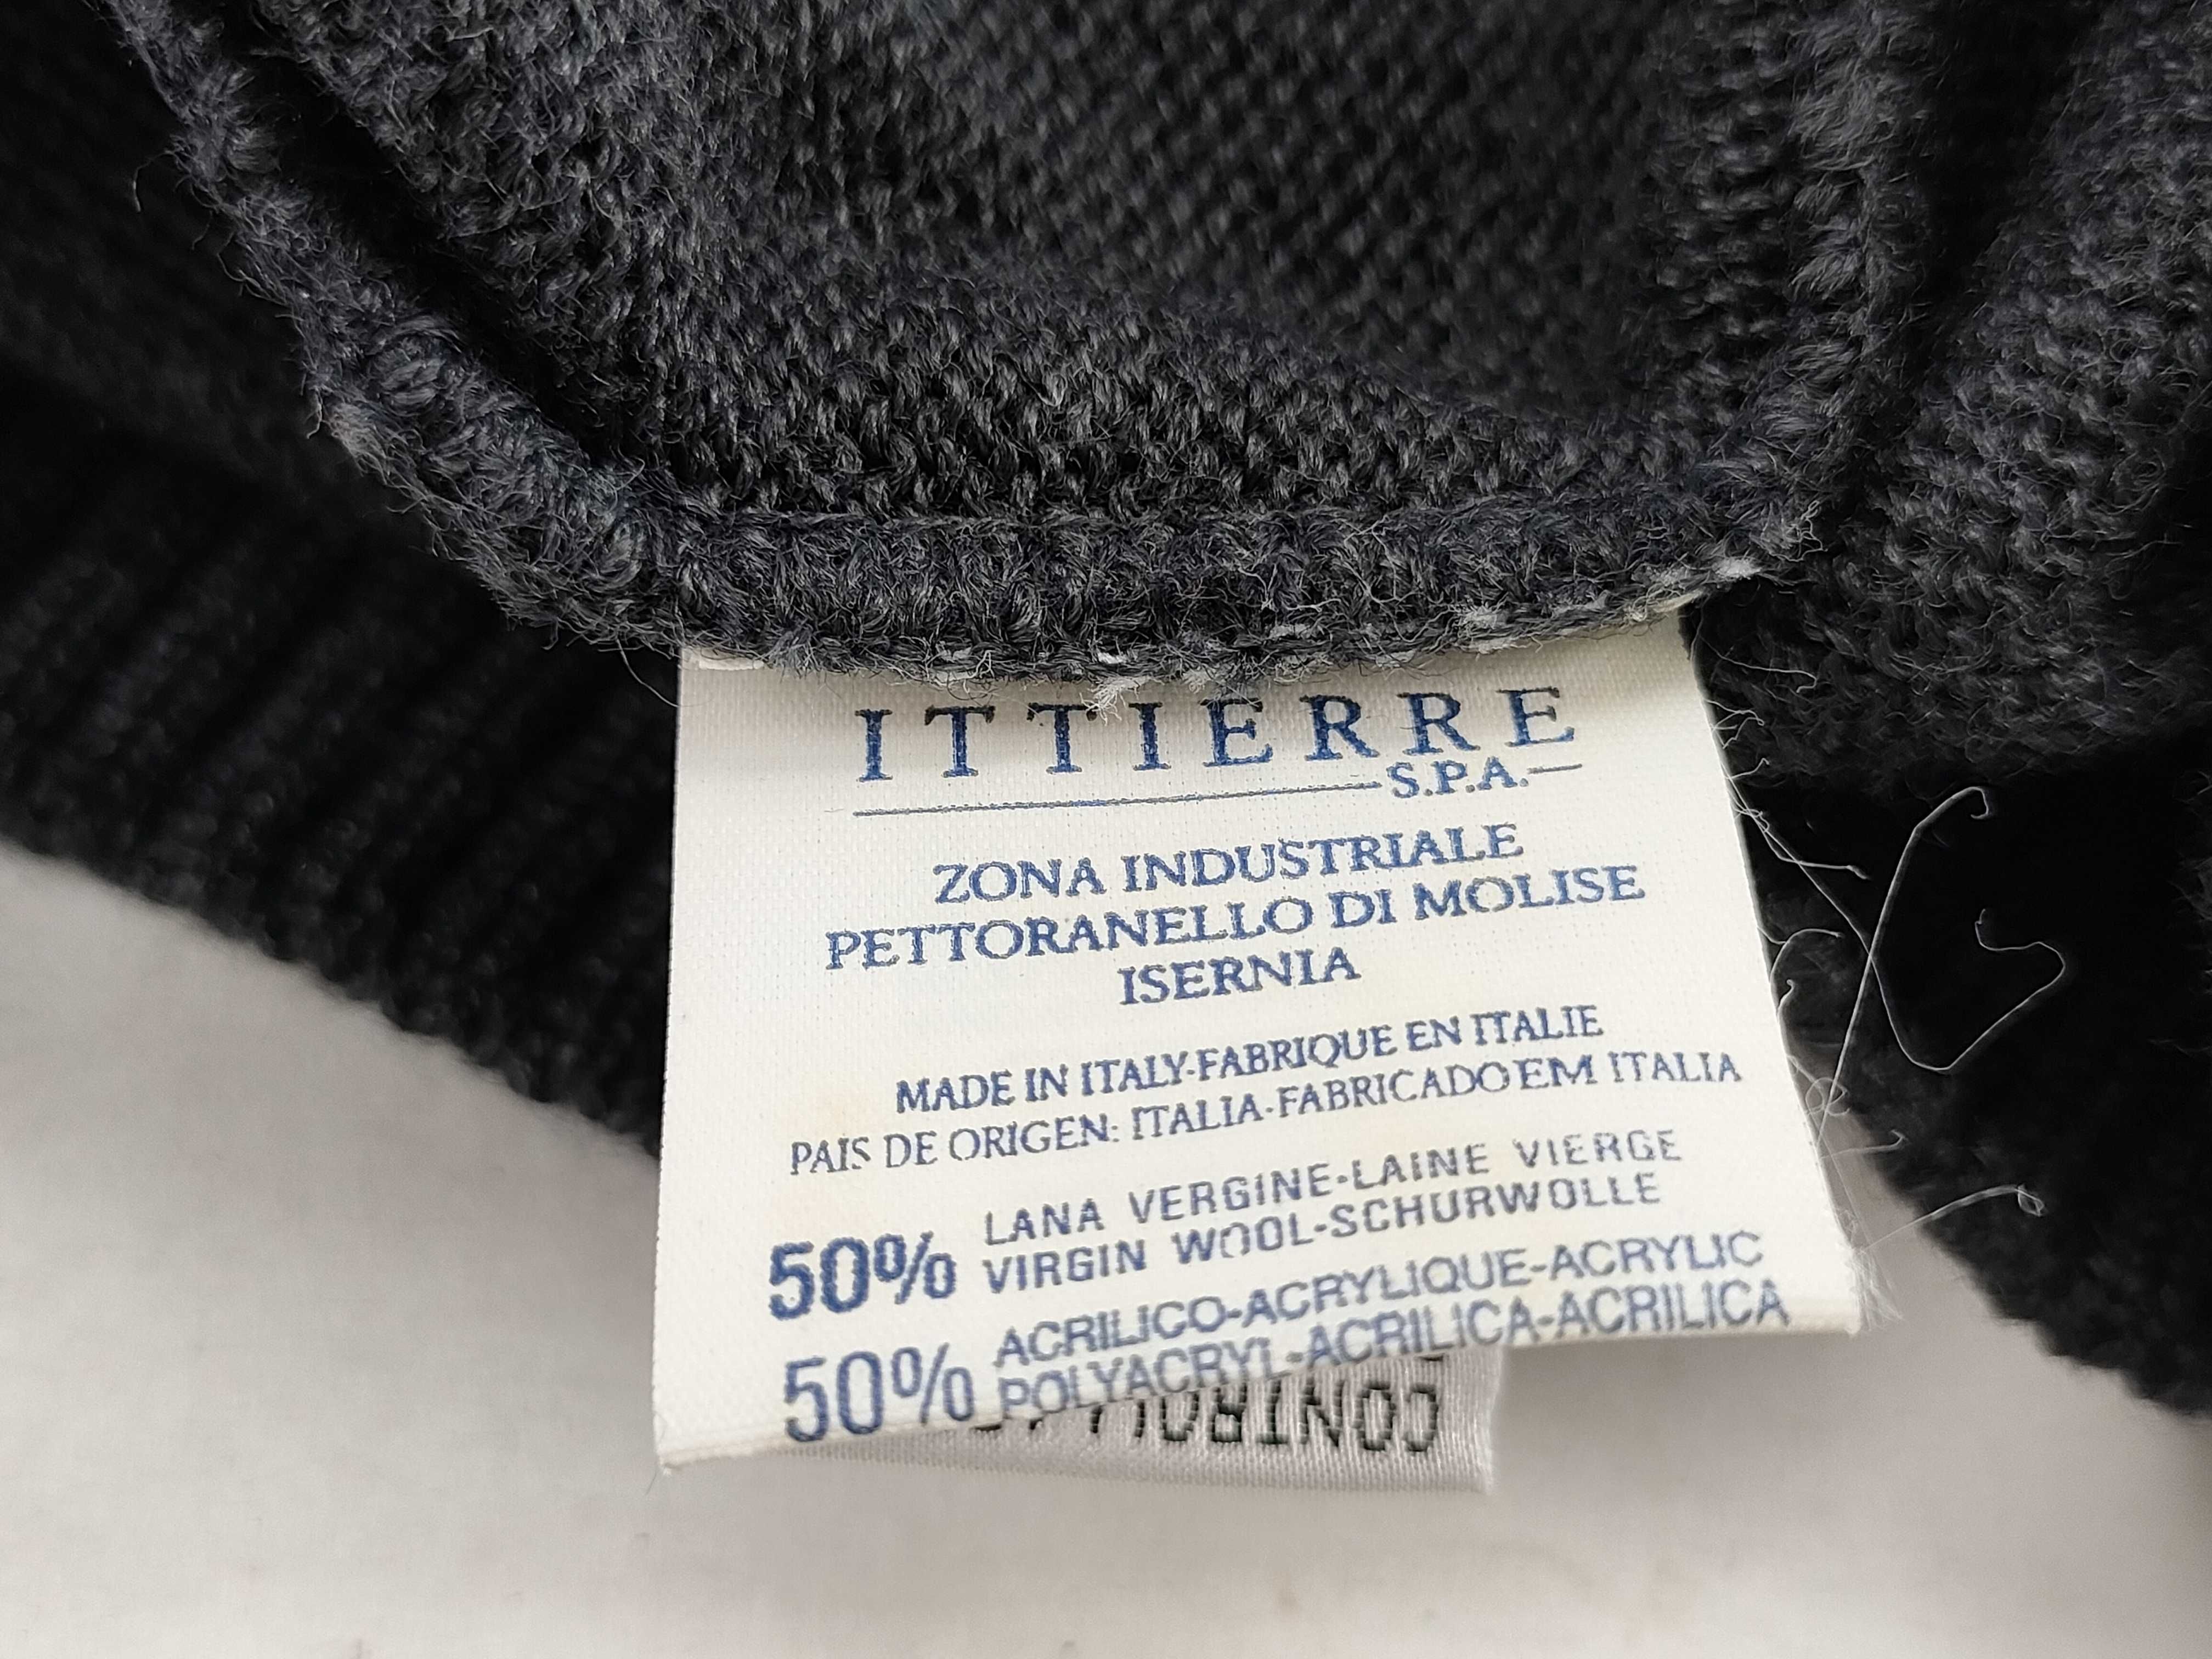 ITTIERRE
S.P.A.
ZONA INDUSTRIALE
PETTORANELLO DI MOLISE
ISERNIA
MADE IN ITALY-FABRIQUE EN ITALIE
PAIS DE ORIGEN: ITALIA-FABRICADO EM ITALIA
50% LANA VERGINE-LAINE VIERGE
VIRGIN WOOL-SCHURWOLLE
50% ACRILICO-ACRYLIQUE-ACRYLIC
POLYACRYL-ACRILICA-ACRILICA